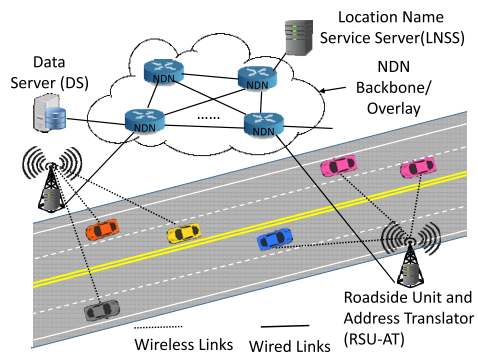 Location Name
Service Server(LNSS)
Data
Server (DS)
NDN
NDN
NDN
Backbone/
Overlay
......
NDN
NDN
Roadside Unit and
Address Translator
(RSU-AT)
Wireless Links
Wired Links